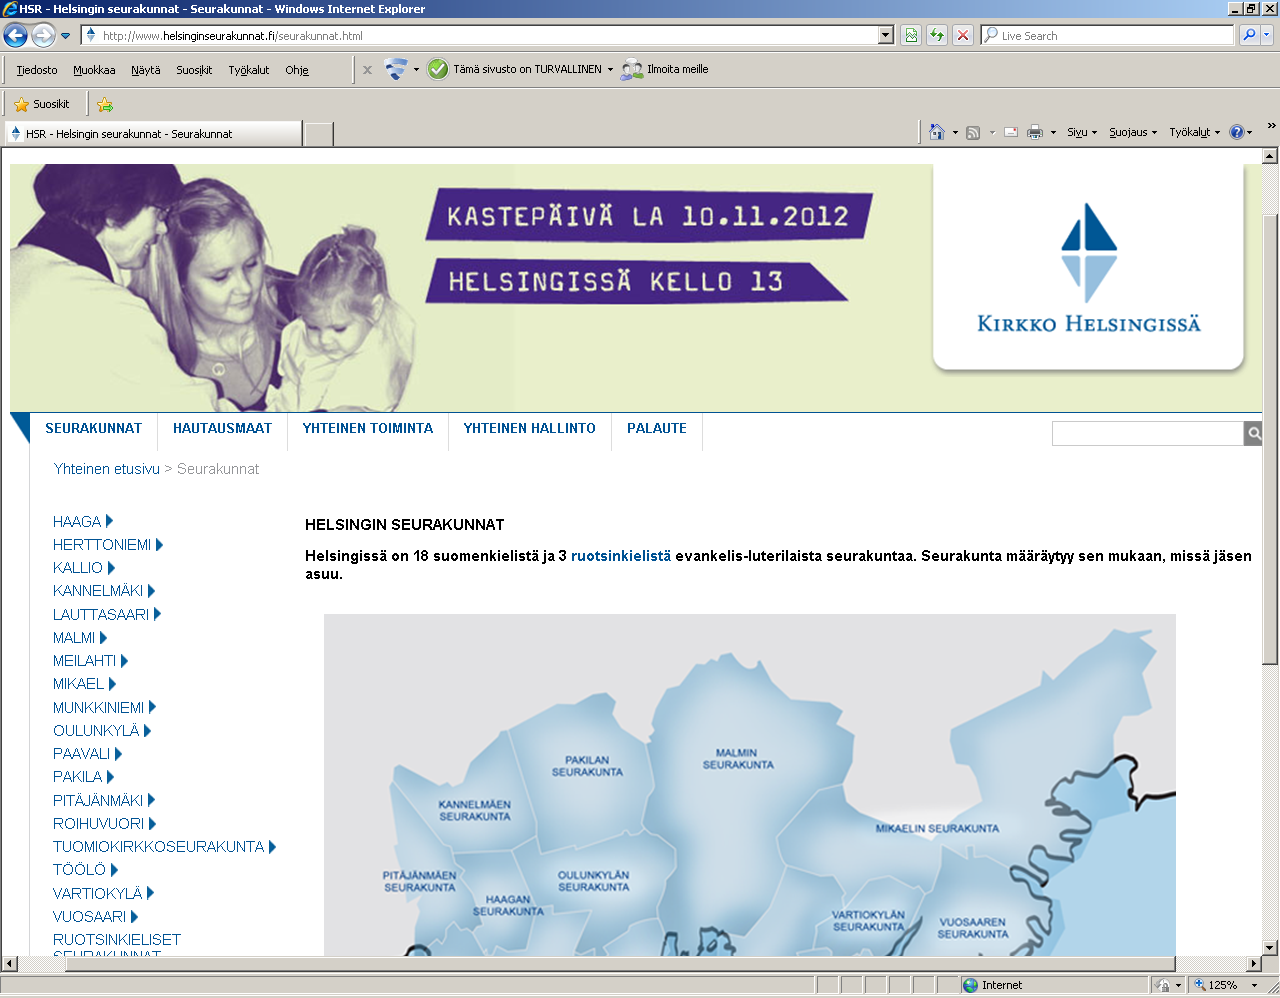 HSR - Helsingin seurakunnat - Seurakunnat - Windows Internet Explorer
http://www.helsinginseurakunnat.fi/seurakunnat.html
Live Search
Tiedosto Muokkaa Näytä Suosikit Työkalut Ohje
x
Tämä sivusto on TURVALLINEN
Ilmoita meille
Suosikit
HSR - Helsingin seurakunnat - Seurakunnat
Sivu Suojaus Työkalut
KASTEPÄIVÄ LA 10.11.2012
HELSINGISSÄ KELLO 13
KIRKKO HELSINGISSÄ
SEURAKUNNAT HAUTAUSMAAT YHTEINEN TOIMINTA YHTEINEN HALLINTO PALAUTE
Yhteinen etusivu > Seurakunnat
HAAGA
HERTTONIEMI
KALLIO
KANNELMÄKI
LAUTTASAARI
MALMI
MEILAHTI
MIKAEL
MUNKKINIEMI
OULUNKYLÄ
PAAVALI
PAKILA
PITÄJÄNMÄKI
ROIHUVUORI
TUOMIOKIRKKOSEURAKUNTA
TÖÖLÖ
VARTIOKYLÄ
VUOSAARI
RUOTSINKIELISET
SEURAKUNNAT
HELSINGIN SEURAKUNNAT
Helsingissä on 18 suomenkielistä ja 3 ruotsinkielistä evankelis-luterilaista seurakuntaa. Seurakunta määräytyy sen mukaan, missä jäsen
asuu.
MALMIN
SEURAKUNTA
PAKILAN
SEURAKUNTA
KANNELMÄEN
SEURAKUNTA
MIKAELIN SEURAKUNTA
PITÄJÄNMÄEN
SEURAKUNTA
OULUNKYLÄN
SEURAKUNTA
HAAGAN
SEURAKUNTA
VARTIOKYLÄN
SEURAKUNTA
VUOSAAREN
SEURAKUNTA
Internet
125%